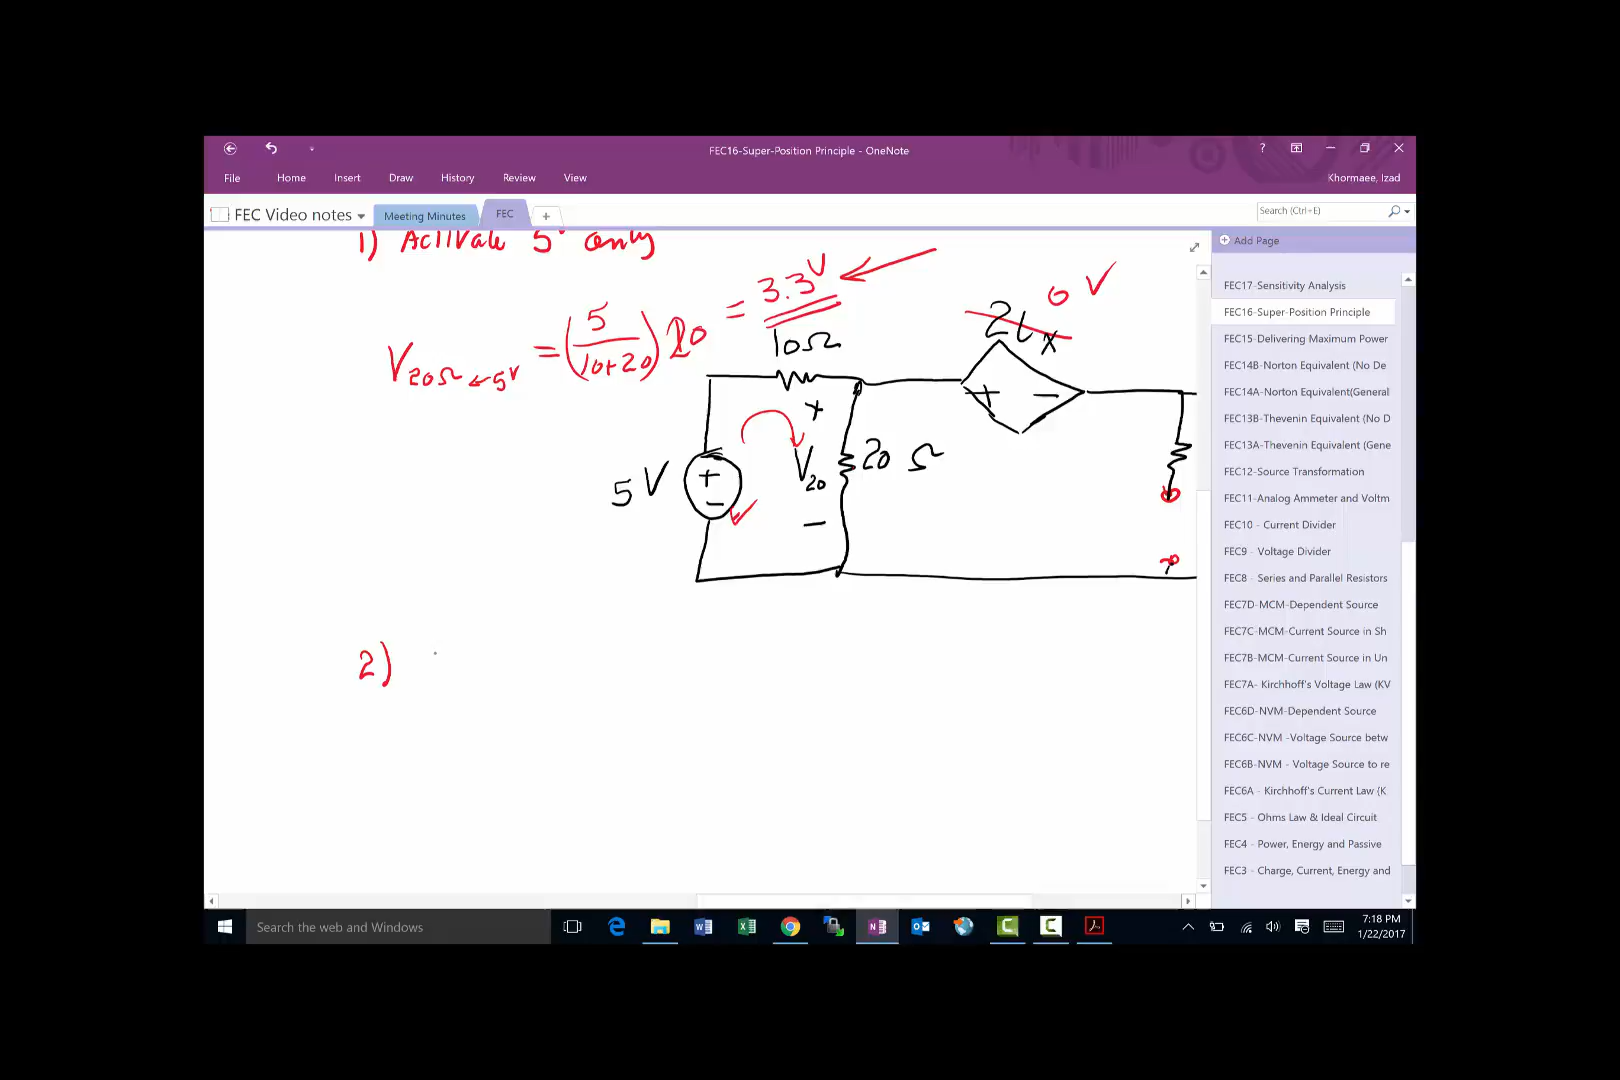 FEC16-Super-Position Principle - OneNote
?
File Home Insert Draw History Review View
Khormaee, Izad
FEC Video notes
Meeting Minutes
FEC
+
Search (Ctrl+E)
1) Activate 5V only
V20Ω←5V = (5/(10+20)) 20 = 3.3V
10Ω
2ix
0 V
+ −
+
V20
−
20 Ω
5 V
+
−
2)
Add Page
FEC17-Sensitivity Analysis
FEC16-Super-Position Principle
FEC15-Delivering Maximum Power
FEC14B-Norton Equivalent (No De
FEC14A-Norton Equivalent(General
FEC13B-Thevenin Equivalent (No D
FEC13A-Thevenin Equivalent (Gene
FEC12-Source Transformation
FEC11-Analog Ammeter and Voltm
FEC10 - Current Divider
FEC9 - Voltage Divider
FEC8 - Series and Parallel Resistors
FEC7D-MCM-Dependent Source
FEC7C-MCM-Current Source in Sh
FEC7B-MCM-Current Source in Un
FEC7A- Kirchhoff's Voltage Law (KV
FEC6D-NVM-Dependent Source
FEC6C-NVM -Voltage Source betw
FEC6B-NVM - Voltage Source to re
FEC6A - Kirchhoff's Current Law (K
FEC5 - Ohms Law & Ideal Circuit
FEC4 - Power, Energy and Passive
FEC3 - Charge, Current, Energy and
Search the web and Windows
7:18 PM
1/22/2017